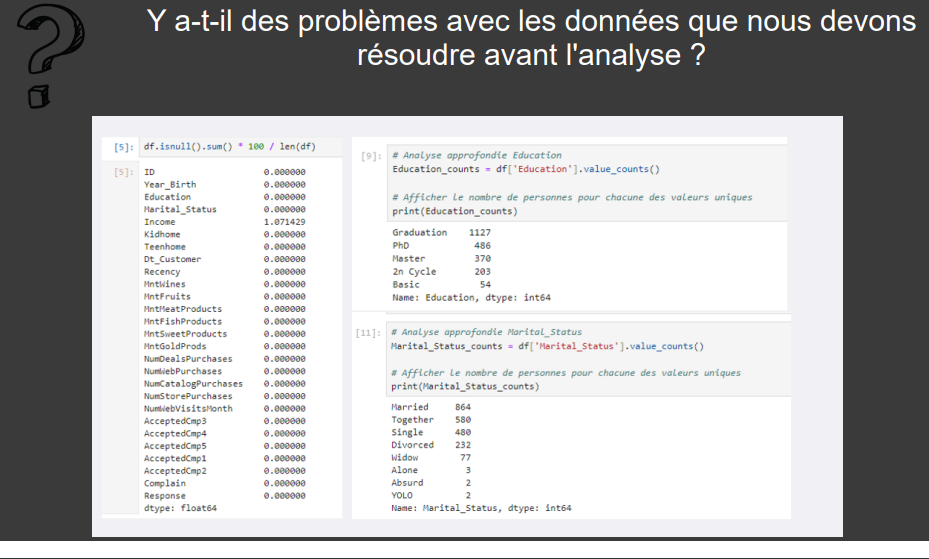 Y a-t-il des problèmes avec les données que nous devons
résoudre avant l'analyse ?
[5]: df.isnull().sum() * 100 / len(df)
[5]: ID 0.000000
Year_Birth 0.000000
Education 0.000000
Marital_Status 0.000000
Income 1.071429
Kidhome 0.000000
Teenhome 0.000000
Dt_Customer 0.000000
Recency 0.000000
MntWines 0.000000
MntFruits 0.000000
MntMeatProducts 0.000000
MntFishProducts 0.000000
MntSweetProducts 0.000000
MntGoldProds 0.000000
NumDealsPurchases 0.000000
NumWebPurchases 0.000000
NumCatalogPurchases 0.000000
NumStorePurchases 0.000000
NumWebVisitsMonth 0.000000
AcceptedCmp3 0.000000
AcceptedCmp4 0.000000
AcceptedCmp5 0.000000
AcceptedCmp1 0.000000
AcceptedCmp2 0.000000
Complain 0.000000
Response 0.000000
dtype: float64
[9]: # Analyse approfondie Education
Education_counts = df['Education'].value_counts()
# Afficher le nombre de personnes pour chacune des valeurs uniques
print(Education_counts)
Graduation 1127
PhD 486
Master 370
2n Cycle 203
Basic 54
Name: Education, dtype: int64
[11]: # Analyse approfondie Marital_Status
Marital_Status_counts = df['Marital_Status'].value_counts()
# Afficher le nombre de personnes pour chacune des valeurs uniques
print(Marital_Status_counts)
Married 864
Together 580
Single 480
Divorced 232
Widow 77
Alone 3
Absurd 2
YOLO 2
Name: Marital_Status, dtype: int64